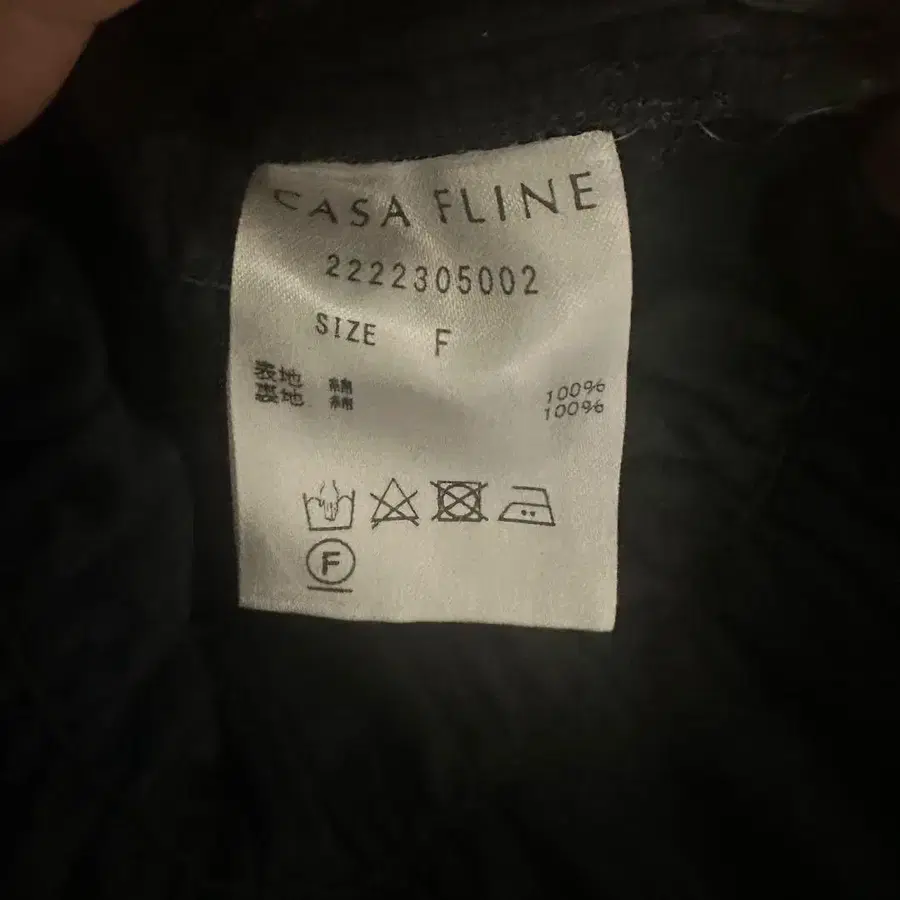 CASA FLINE
2222305002
SIZE F
表地 綿 100%
裏地 綿 100%
F